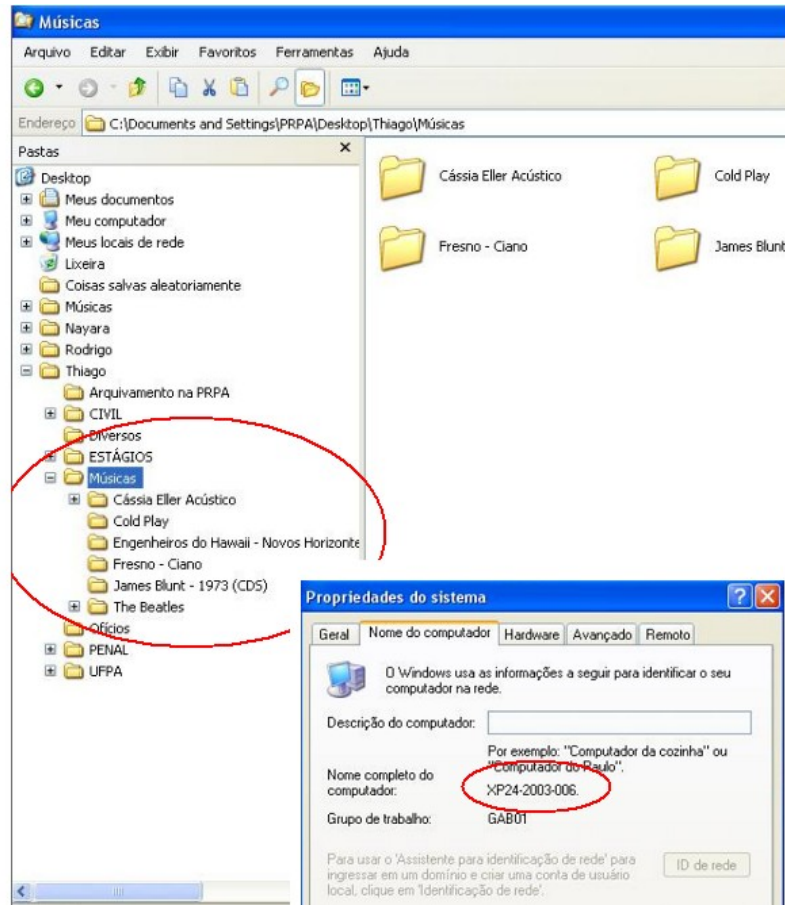 Músicas
Arquivo Editar Exibir Favoritos Ferramentas Ajuda
Endereço C:\Documents and Settings\PRPA\Desktop\Thiago\Músicas
Pastas
Desktop
Meus documentos
Meu computador
Meus locais de rede
Lixeira
Coisas salvas aleatoriamente
Músicas
Nayara
Rodrigo
Thiago
Arquivamento na PRPA
CIVIL
Diversos
ESTÁGIOS
Músicas
Cássia Eller Acústico
Cold Play
Engenheiros do Hawaii - Novos Horizonte
Fresno - Ciano
James Blunt - 1973 (CDS)
The Beatles
Ofícios
PENAL
UFPA
Cássia Eller Acústico Cold Play
Fresno - Ciano James Blunt
Propriedades do sistema
Geral Nome do computador Hardware Avançado Remoto
O Windows usa as informações a seguir para identificar o seu
computador na rede.
Descrição do computador:
Por exemplo: "Computador da cozinha" ou
"Computador do Paulo".
Nome completo do
computador: XP24-2003-006.
Grupo de trabalho: GAB01
Para usar o 'Assistente para identificação de rede' para
ingressar em um domínio e criar uma conta de usuário
local, clique em 'Identificação de rede'.
ID de rede